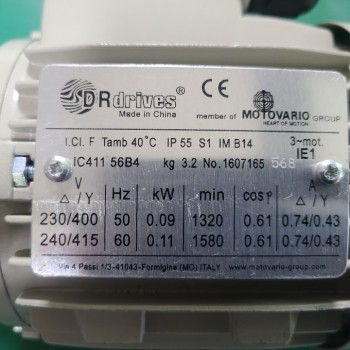 DRdrives®
Made in China
CE
member of MOTOVARIO GROUP
HEART OF MOTION
I.Cl. F Tamb 40°C IP 55 S1 IM B14 3~mot.
IC411 56B4 kg 3.2 No. 1607165 568 IE1
V Hz kW min cosφ A
Δ / Y Δ / Y
230/400 50 0.09 1320 0.61 0.74/0.43
240/415 60 0.11 1580 0.61 0.74/0.43
Via 4 Passi 1/3-41043-Formigine (MO) ITALY www.motovario-group.com